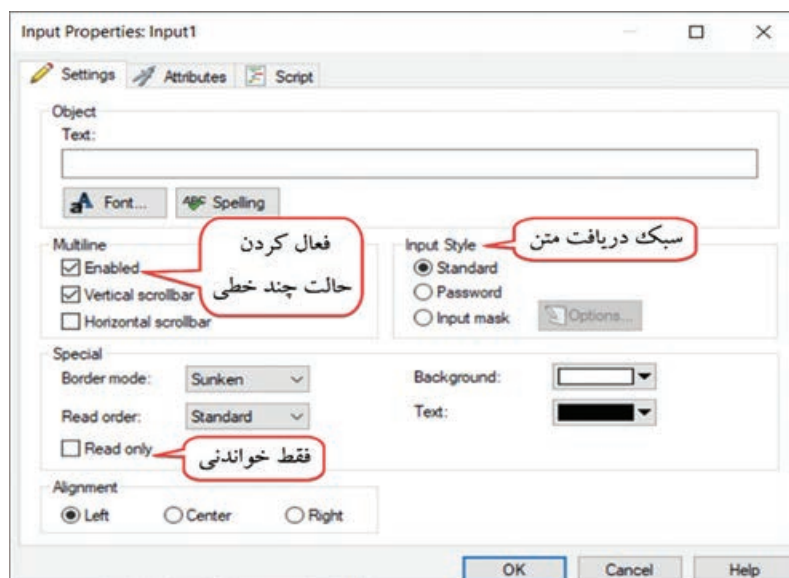 Input Properties: Input1
Settings Attributes Script
Object
Text:
Font... Spelling
Multiline
Enabled
Vertical scrollbar
Horizontal scrollbar
فعال کردن
حالت چند خطی
Input Style
Standard
Password
Input mask Options...
سبک دریافت متن
Special
Border mode: Sunken
Background:
Read order: Standard
Text:
Read only
فقط خواندنی
Alignment
Left Center Right
OK Cancel Help